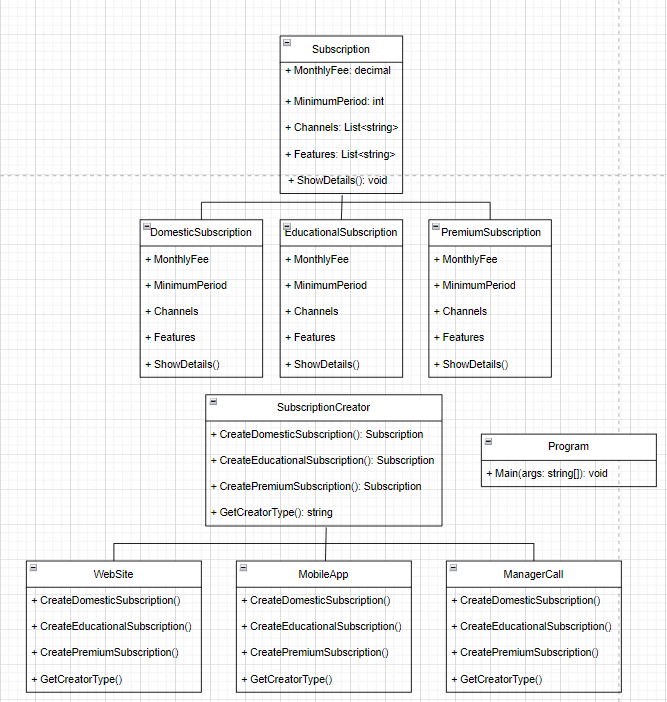 Subscription
+ MonthlyFee: decimal
+ MinimumPeriod: int
+ Channels: List<string>
+ Features: List<string>
+ ShowDetails(): void
DomesticSubscription
+ MonthlyFee
+ MinimumPeriod
+ Channels
+ Features
+ ShowDetails()
EducationalSubscription
+ MonthlyFee
+ MinimumPeriod
+ Channels
+ Features
+ ShowDetails()
PremiumSubscription
+ MonthlyFee
+ MinimumPeriod
+ Channels
+ Features
+ ShowDetails()
SubscriptionCreator
+ CreateDomesticSubscription(): Subscription
+ CreateEducationalSubscription(): Subscription
+ CreatePremiumSubscription(): Subscription
+ GetCreatorType(): string
Program
+ Main(args: string[]): void
WebSite
+ CreateDomesticSubscription()
+ CreateEducationalSubscription()
+ CreatePremiumSubscription()
+ GetCreatorType()
MobileApp
+ CreateDomesticSubscription()
+ CreateEducationalSubscription()
+ CreatePremiumSubscription()
+ GetCreatorType()
ManagerCall
+ CreateDomesticSubscription()
+ CreateEducationalSubscription()
+ CreatePremiumSubscription()
+ GetCreatorType()